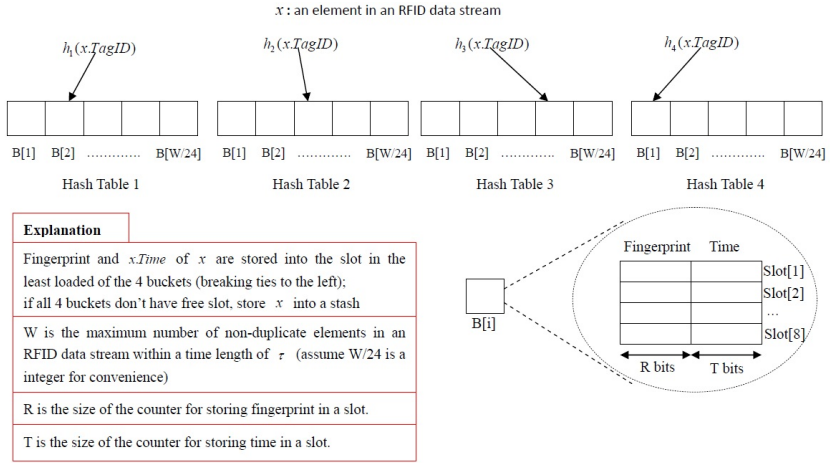 x : an element in an RFID data stream
h₁(x.TagID) h₂(x.TagID) h₃(x.TagID) h₄(x.TagID)
B[1] B[2] ............. B[W/24] B[1] B[2] ............. B[W/24] B[1] B[2] ............. B[W/24] B[1] B[2] ............. B[W/24]
Hash Table 1 Hash Table 2 Hash Table 3 Hash Table 4
Explanation
Fingerprint and x.Time of x are stored into the slot in the
least loaded of the 4 buckets (breaking ties to the left);
if all 4 buckets don't have free slot, store x into a stash
W is the maximum number of non-duplicate elements in an
RFID data stream within a time length of τ (assume W/24 is a
integer for convenience)
R is the size of the counter for storing fingerprint in a slot.
T is the size of the counter for storing time in a slot.
B[i]
Fingerprint Time
Slot[1]
Slot[2]
...
Slot[8]
R bits T bits